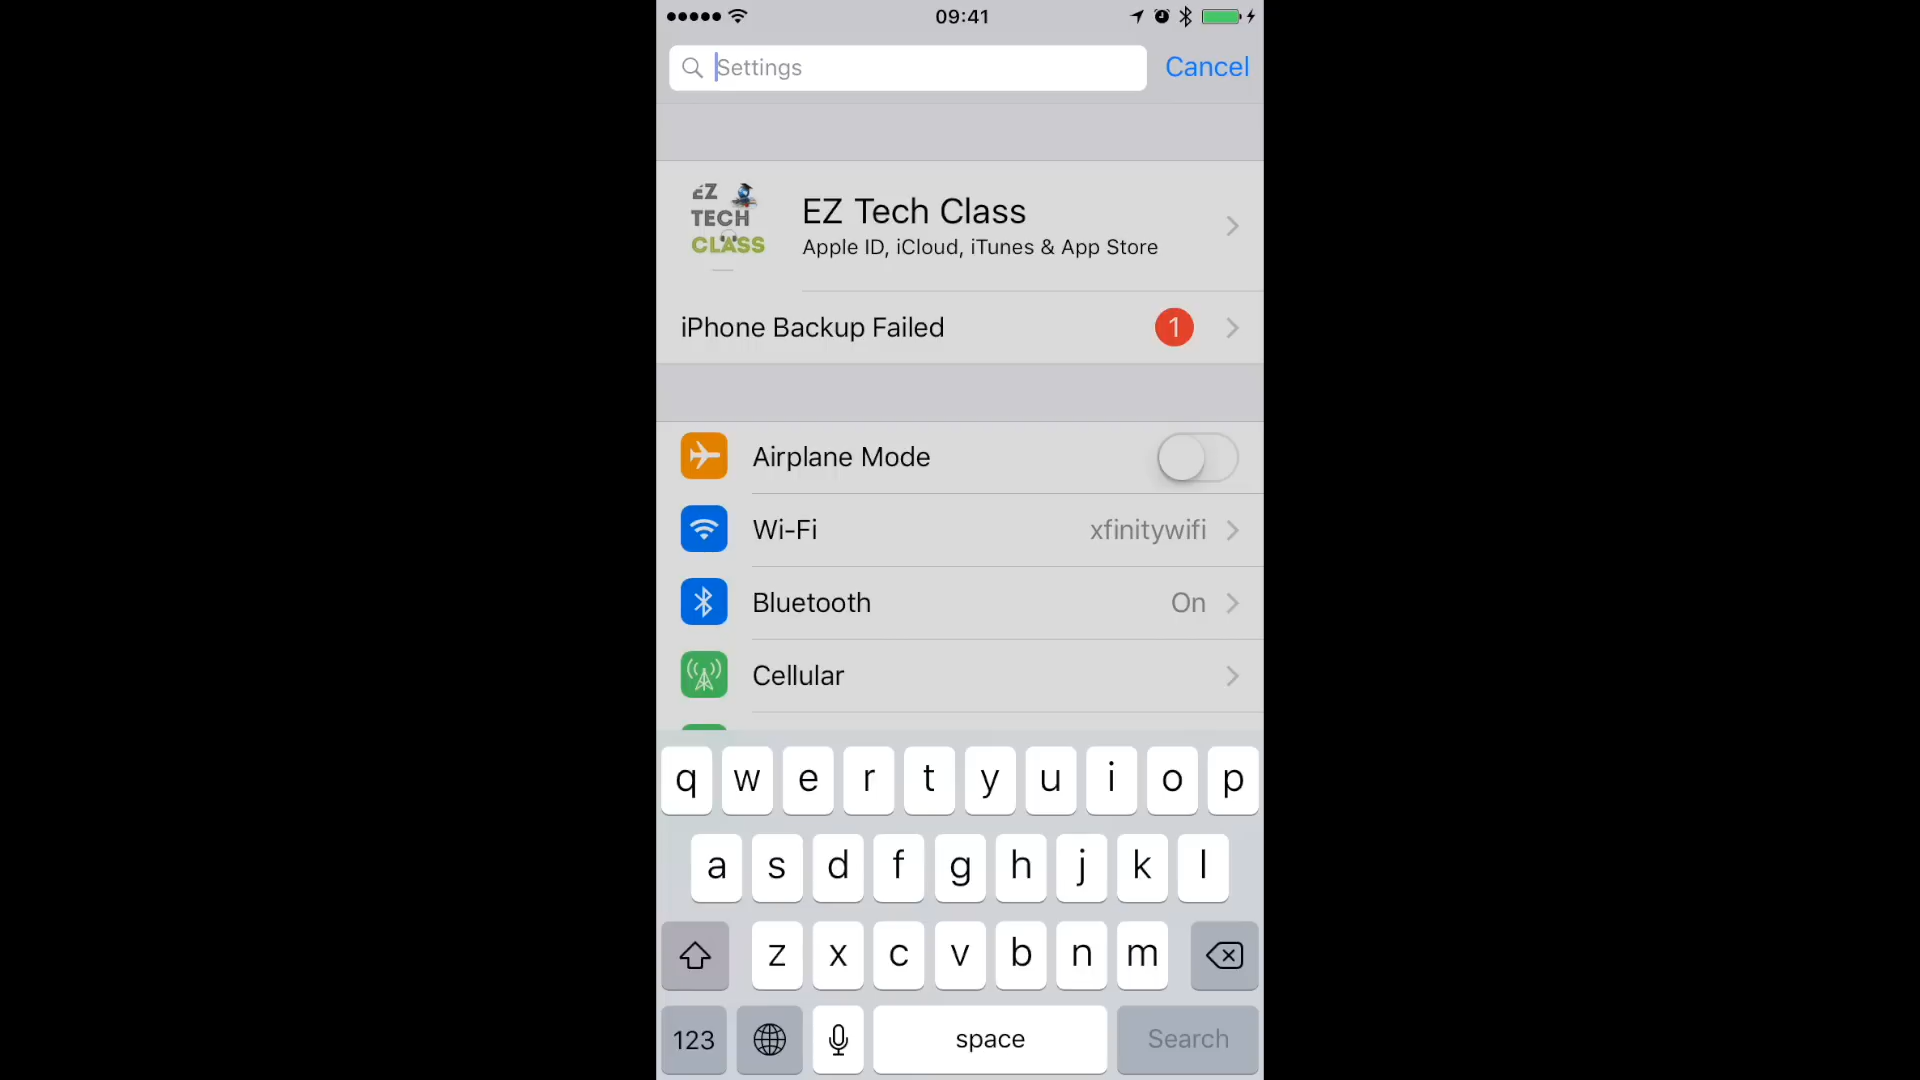 09:41
Settings
Cancel
EZ
TECH
CLASS
EZ Tech Class
Apple ID, iCloud, iTunes & App Store
iPhone Backup Failed 1
Airplane Mode
Wi-Fi xfinitywifi
Bluetooth On
Cellular
q w e r t y u i o p
a s d f g h j k l
z x c v b n m
123 space Search